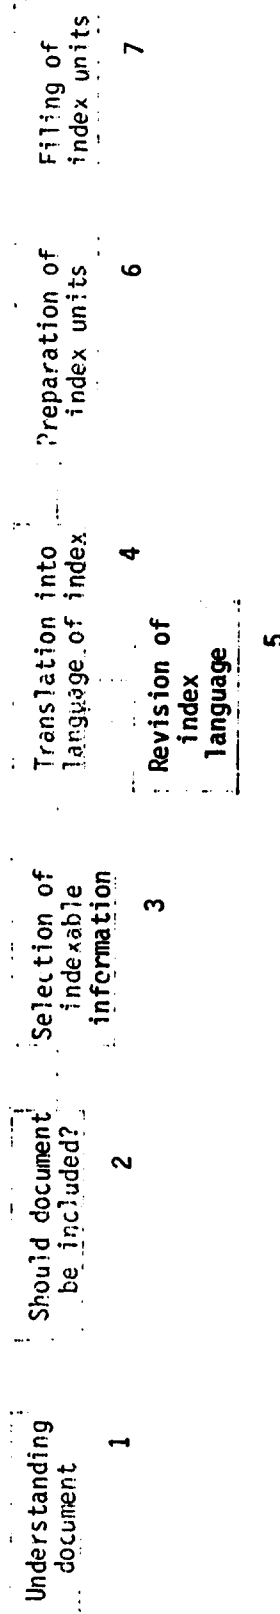 Understanding
document
1
Should document
be included?
2
Selection of
indexable
information
3
Translation into
language of index
4
Revision of
index
language
5
Preparation of
index units
6
Filing of
index units
7